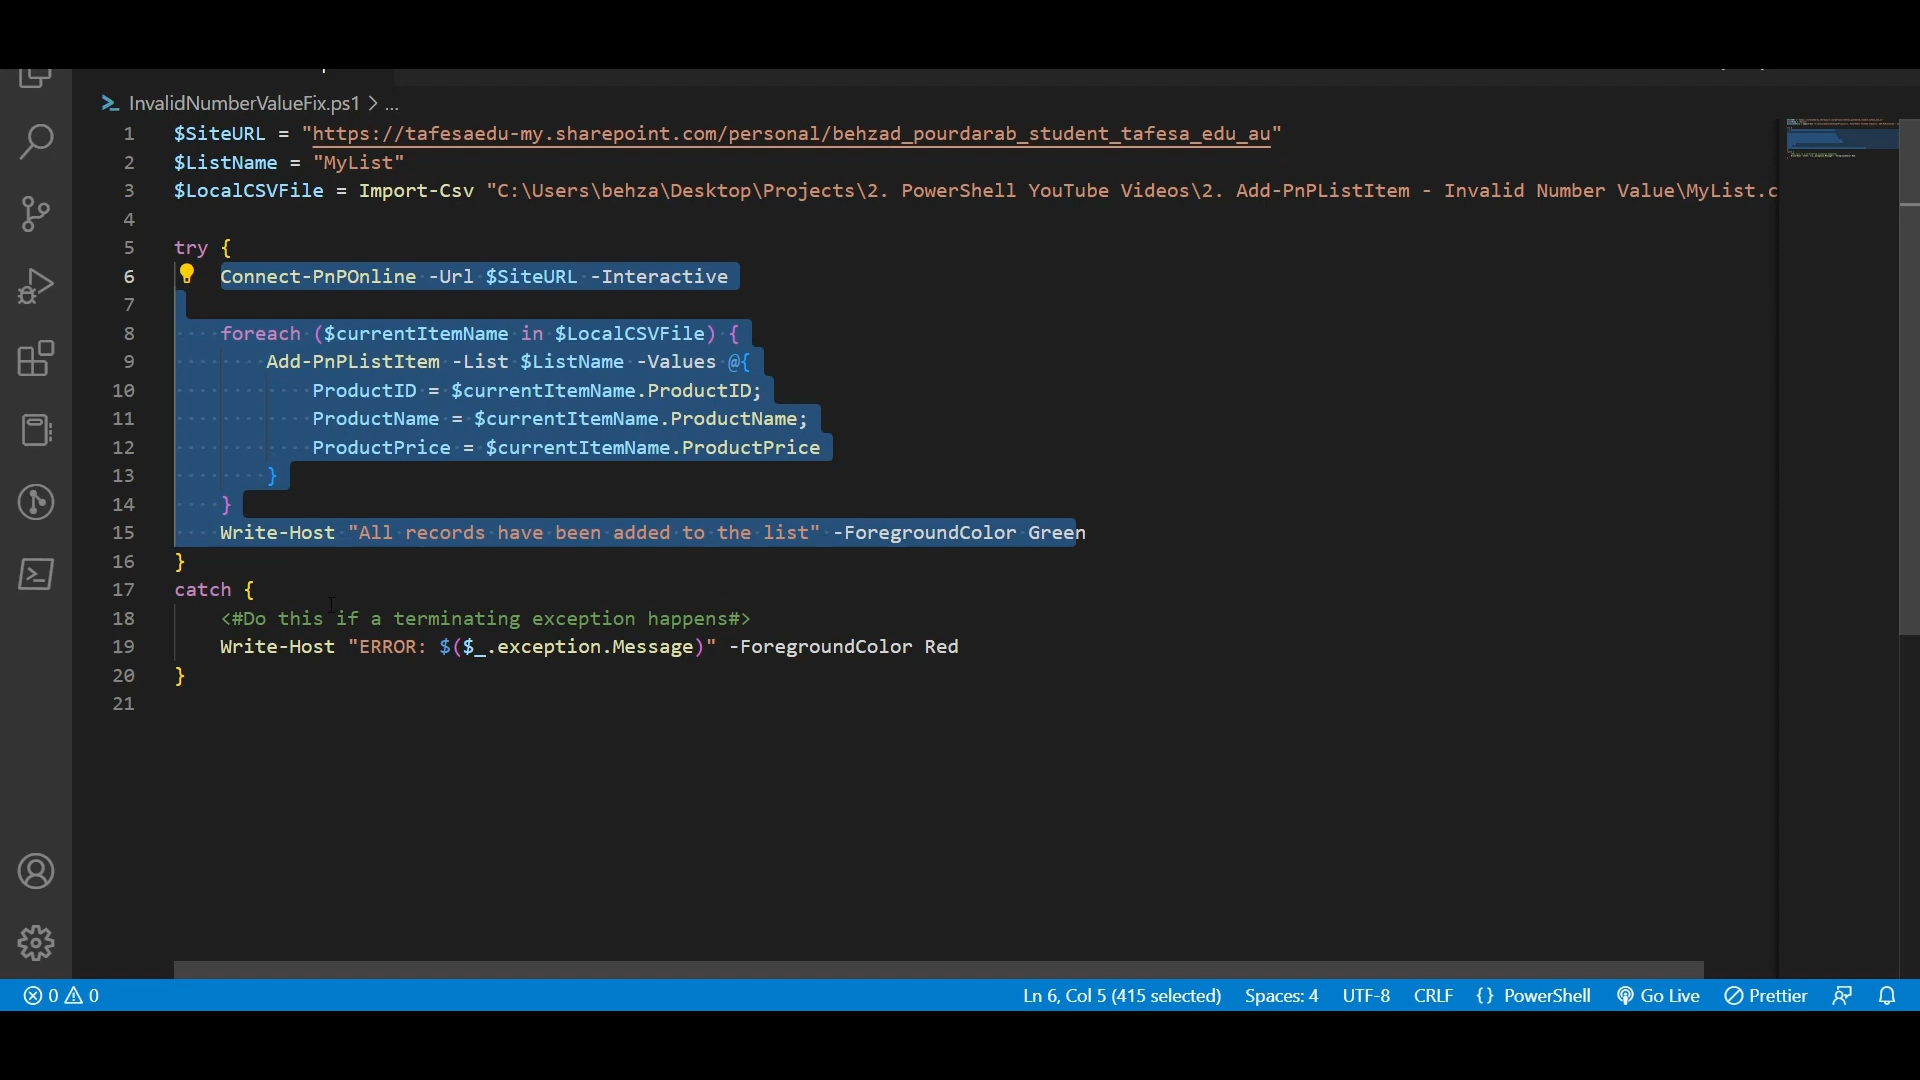 InvalidNumberValueFix.ps1 > ...
1 $SiteURL = "https://tafesaedu-my.sharepoint.com/personal/behzad_pourdarab_student_tafesa_edu_au"
2 $ListName = "MyList"
3 $LocalCSVFile = Import-Csv "C:\Users\behza\Desktop\Projects\2. PowerShell YouTube Videos\2. Add-PnPListItem - Invalid Number Value\MyList.c
4
5 try {
6 Connect-PnPOnline -Url $SiteURL -Interactive
7
8 foreach ($currentItemName in $LocalCSVFile) {
9 Add-PnPListItem -List $ListName -Values @{
10 ProductID = $currentItemName.ProductID;
11 ProductName = $currentItemName.ProductName;
12 ProductPrice = $currentItemName.ProductPrice
13 }
14 }
15 Write-Host "All records have been added to the list" -ForegroundColor Green
16 }
17 catch {
18 <#Do this if a terminating exception happens#>
19 Write-Host "ERROR: $($_.exception.Message)" -ForegroundColor Red
20 }
21
0 0 Ln 6, Col 5 (415 selected) Spaces: 4 UTF-8 CRLF {} PowerShell Go Live Prettier